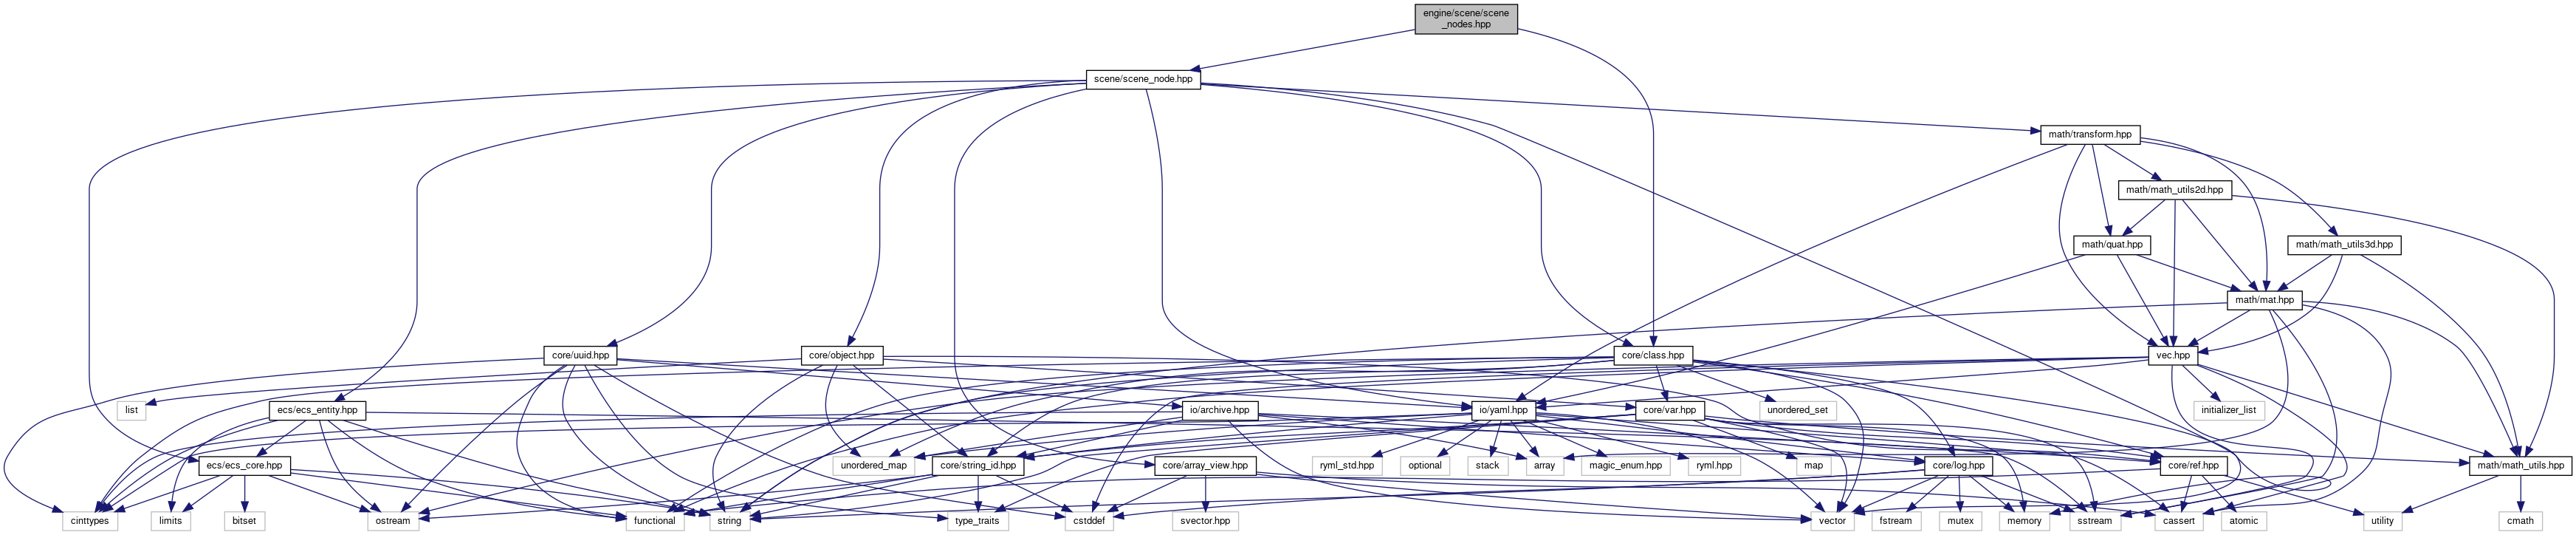 engine/scene/scene
_nodes.hpp
scene/scene_node.hpp
math/transform.hpp
math/math_utils2d.hpp
math/quat.hpp
math/math_utils3d.hpp
math/mat.hpp
core/uuid.hpp
core/object.hpp
core/class.hpp
vec.hpp
list
ecs/ecs_entity.hpp
io/archive.hpp
io/yaml.hpp
core/var.hpp
unordered_set
initializer_list
ecs/ecs_core.hpp
unordered_map
core/string_id.hpp
core/array_view.hpp
ryml_std.hpp
optional
stack
array
magic_enum.hpp
ryml.hpp
map
core/log.hpp
core/ref.hpp
math/math_utils.hpp
cinttypes
limits
bitset
ostream
functional
string
type_traits
cstddef
svector.hpp
vector
fstream
mutex
memory
sstream
cassert
atomic
utility
cmath